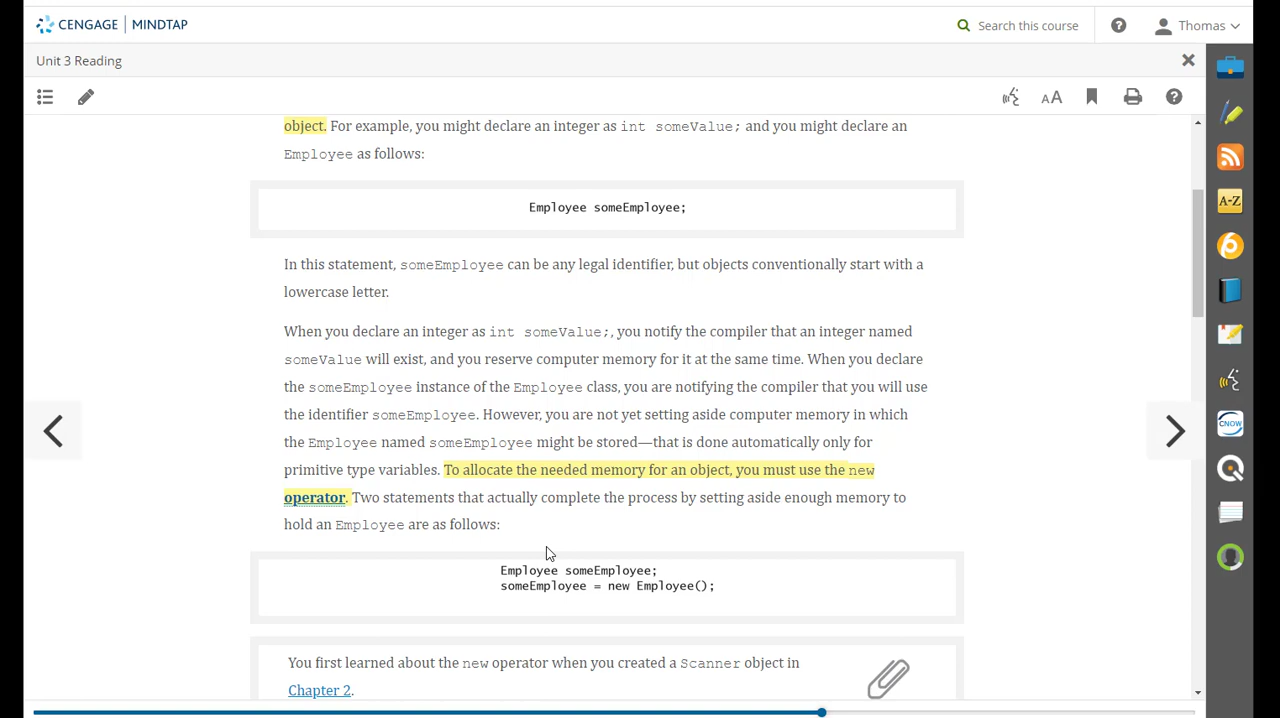 CENGAGE | MINDTAP
Search this course
Thomas
Unit 3 Reading
AA
object. For example, you might declare an integer as int someValue; and you might declare an
Employee as follows:
Employee someEmployee;
In this statement, someEmployee can be any legal identifier, but objects conventionally start with a
lowercase letter.
When you declare an integer as int someValue;, you notify the compiler that an integer named
someValue will exist, and you reserve computer memory for it at the same time. When you declare
the someEmployee instance of the Employee class, you are notifying the compiler that you will use
the identifier someEmployee. However, you are not yet setting aside computer memory in which
the Employee named someEmployee might be stored—that is done automatically only for
primitive type variables. To allocate the needed memory for an object, you must use the new
operator. Two statements that actually complete the process by setting aside enough memory to
hold an Employee are as follows:
Employee someEmployee;
someEmployee = new Employee();
You first learned about the new operator when you created a Scanner object in
Chapter 2.
A-Z
CNOW